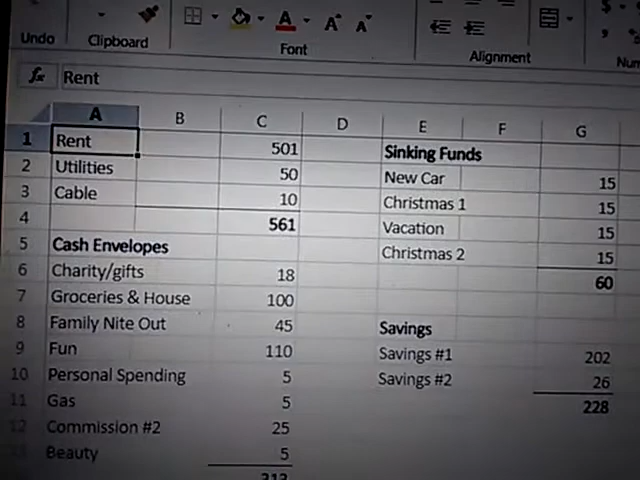 Undo Clipboard Font Alignment
fx Rent
A B C D E F G
1 Rent 501 Sinking Funds
2 Utilities 50 New Car 15
3 Cable 10 Christmas 1 15
4 561 Vacation 15
5 Cash Envelopes Christmas 2 15
6 Charity/gifts 18 60
7 Groceries & House 100
8 Family Nite Out 45 Savings
9 Fun 110 Savings #1 202
10 Personal Spending 5 Savings #2 26
11 Gas 5 228
12 Commission #2 25
Beauty 5
313